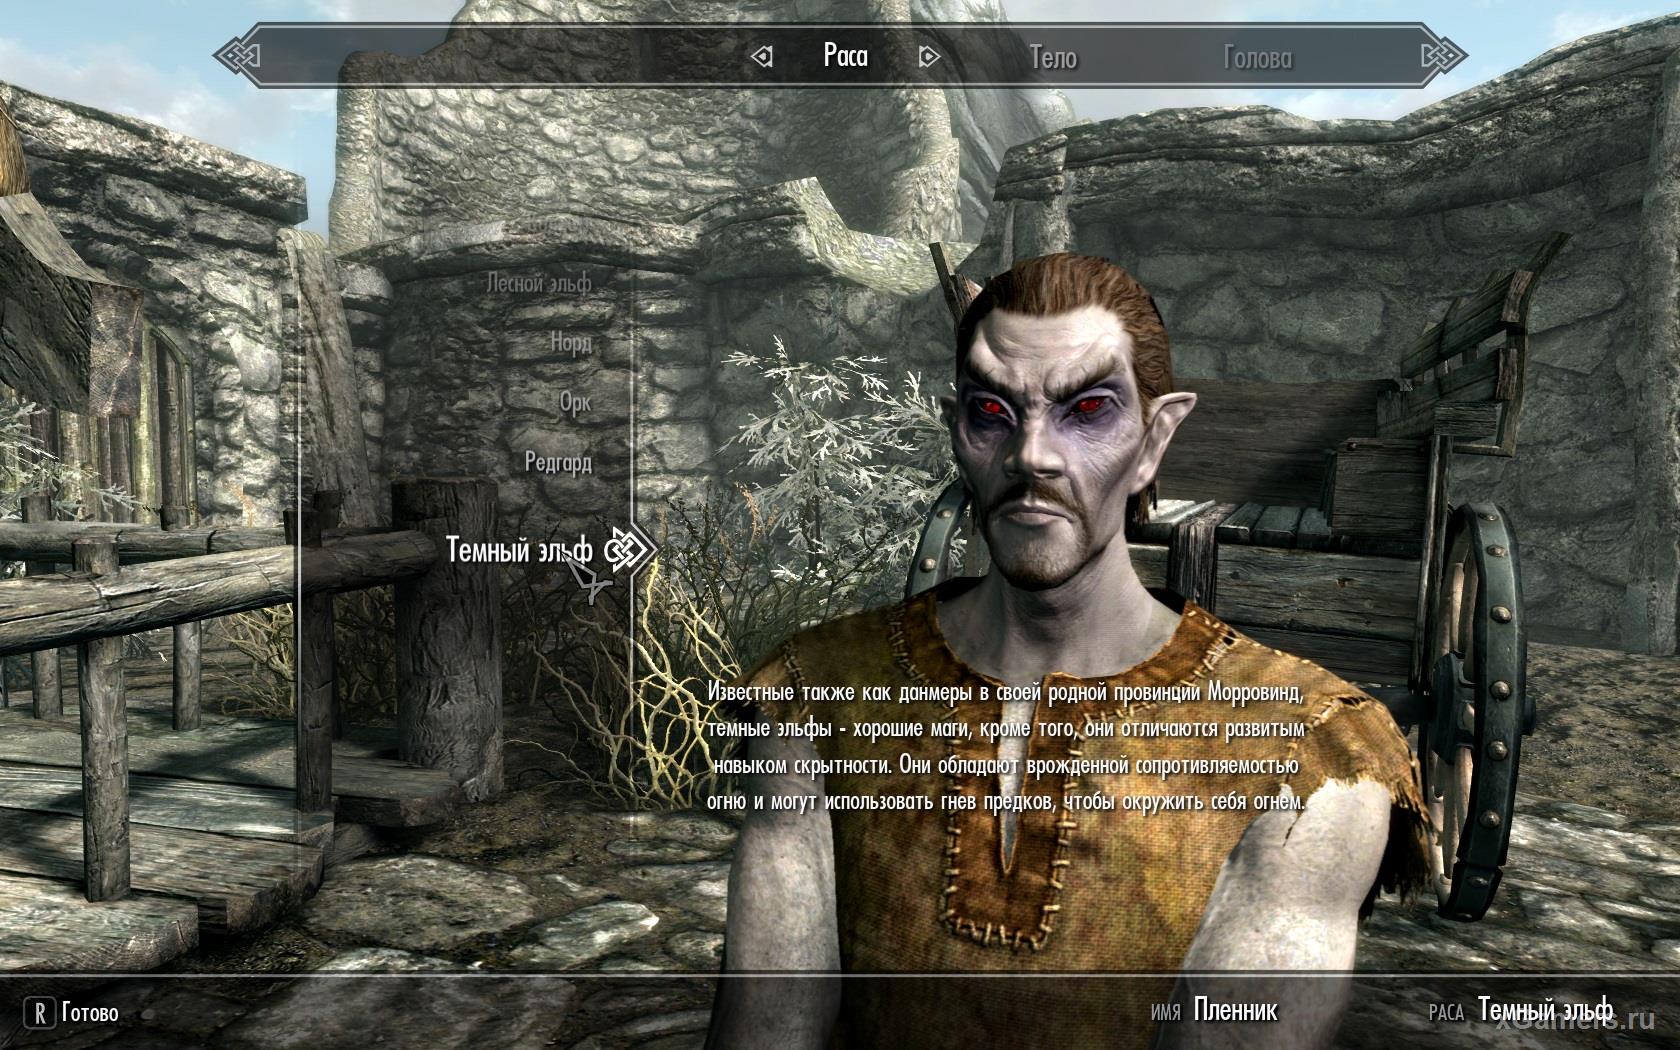 Раса
Тело
Голова
Лесной эльф
Норд
Орк
Редгард
Темный эльф
Известные также как данмеры в своей родной провинции Морровинд,
темные эльфы - хорошие маги, кроме того, они отличаются развитым
навыком скрытности. Они обладают врожденной сопротивляемостью
огню и могут использовать гнев предков, чтобы окружить себя огнем.
R Готово
ИМЯ Пленник
РАСА Темный эльф
xGamers.ru